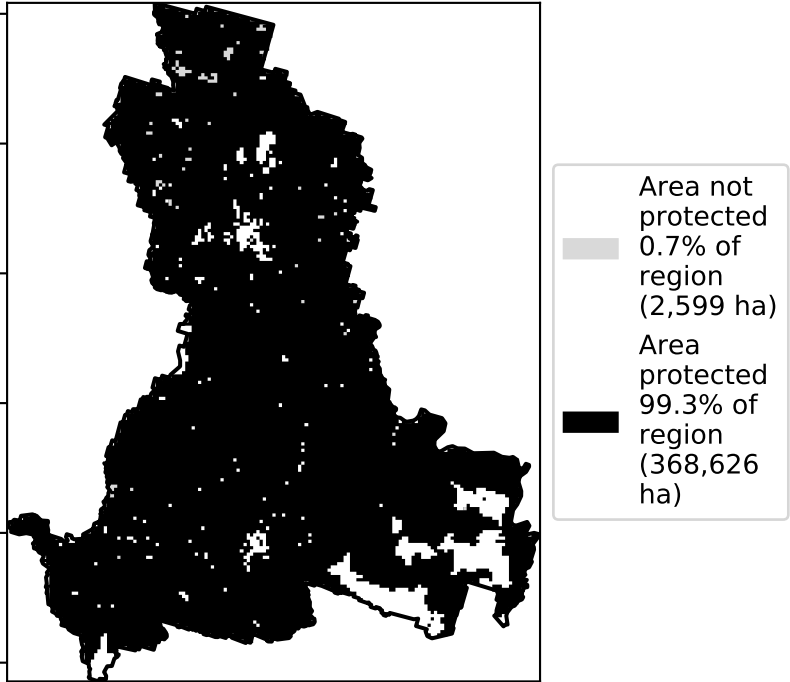 Area not
protected
0.7% of
region
(2,599 ha)
Area
protected
99.3% of
region
(368,626
ha)